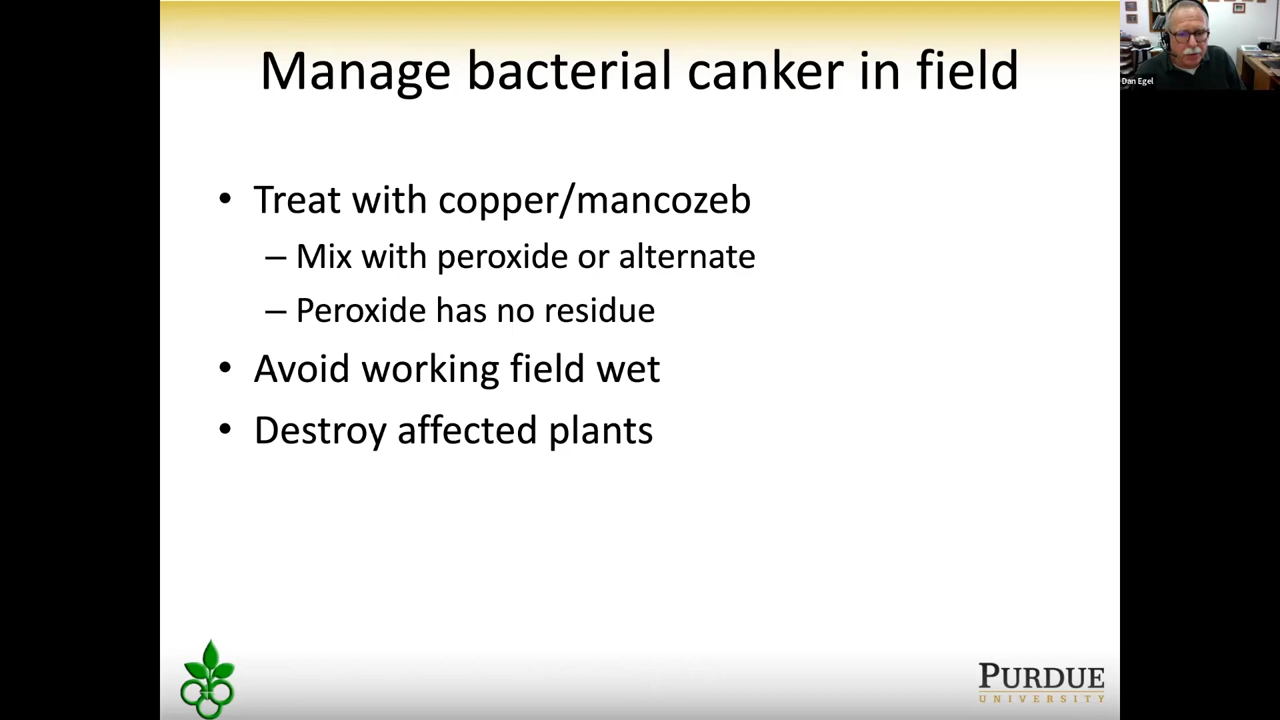 Manage bacterial canker in field
• Treat with copper/mancozeb
– Mix with peroxide or alternate
– Peroxide has no residue
• Avoid working field wet
• Destroy affected plants
Dan Egel
PURDUE
UNIVERSITY